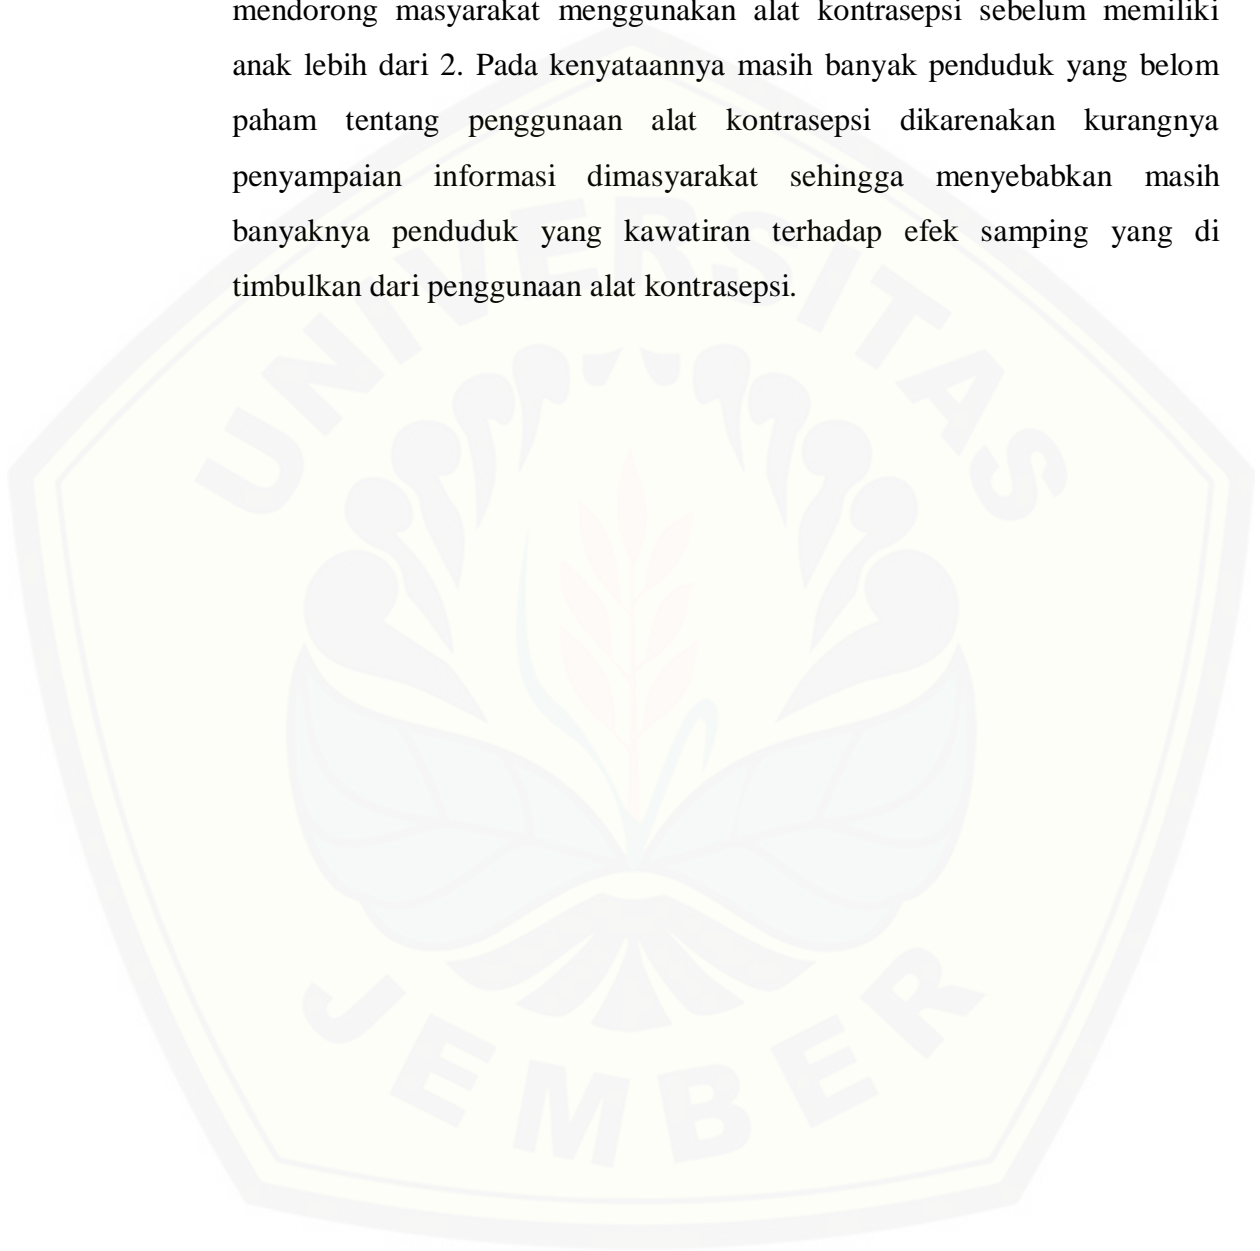 mendorong masyarakat menggunakan alat kontrasepsi sebelum memiliki
anak lebih dari 2. Pada kenyataannya masih banyak penduduk yang belom
paham tentang penggunaan alat kontrasepsi dikarenakan kurangnya
penyampaian informasi dimasyarakat sehingga menyebabkan masih
banyaknya penduduk yang kawatiran terhadap efek samping yang di
timbulkan dari penggunaan alat kontrasepsi.
UNIVERSITAS
JEMBER